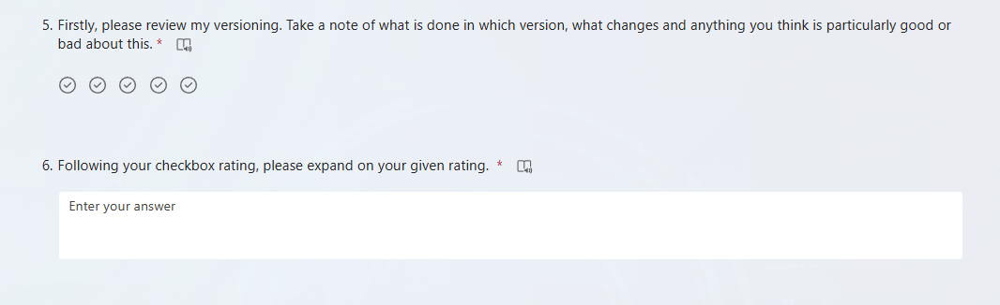 5. Firstly, please review my versioning. Take a note of what is done in which version, what changes and anything you think is particularly good or
bad about this. *
6. Following your checkbox rating, please expand on your given rating. *
Enter your answer